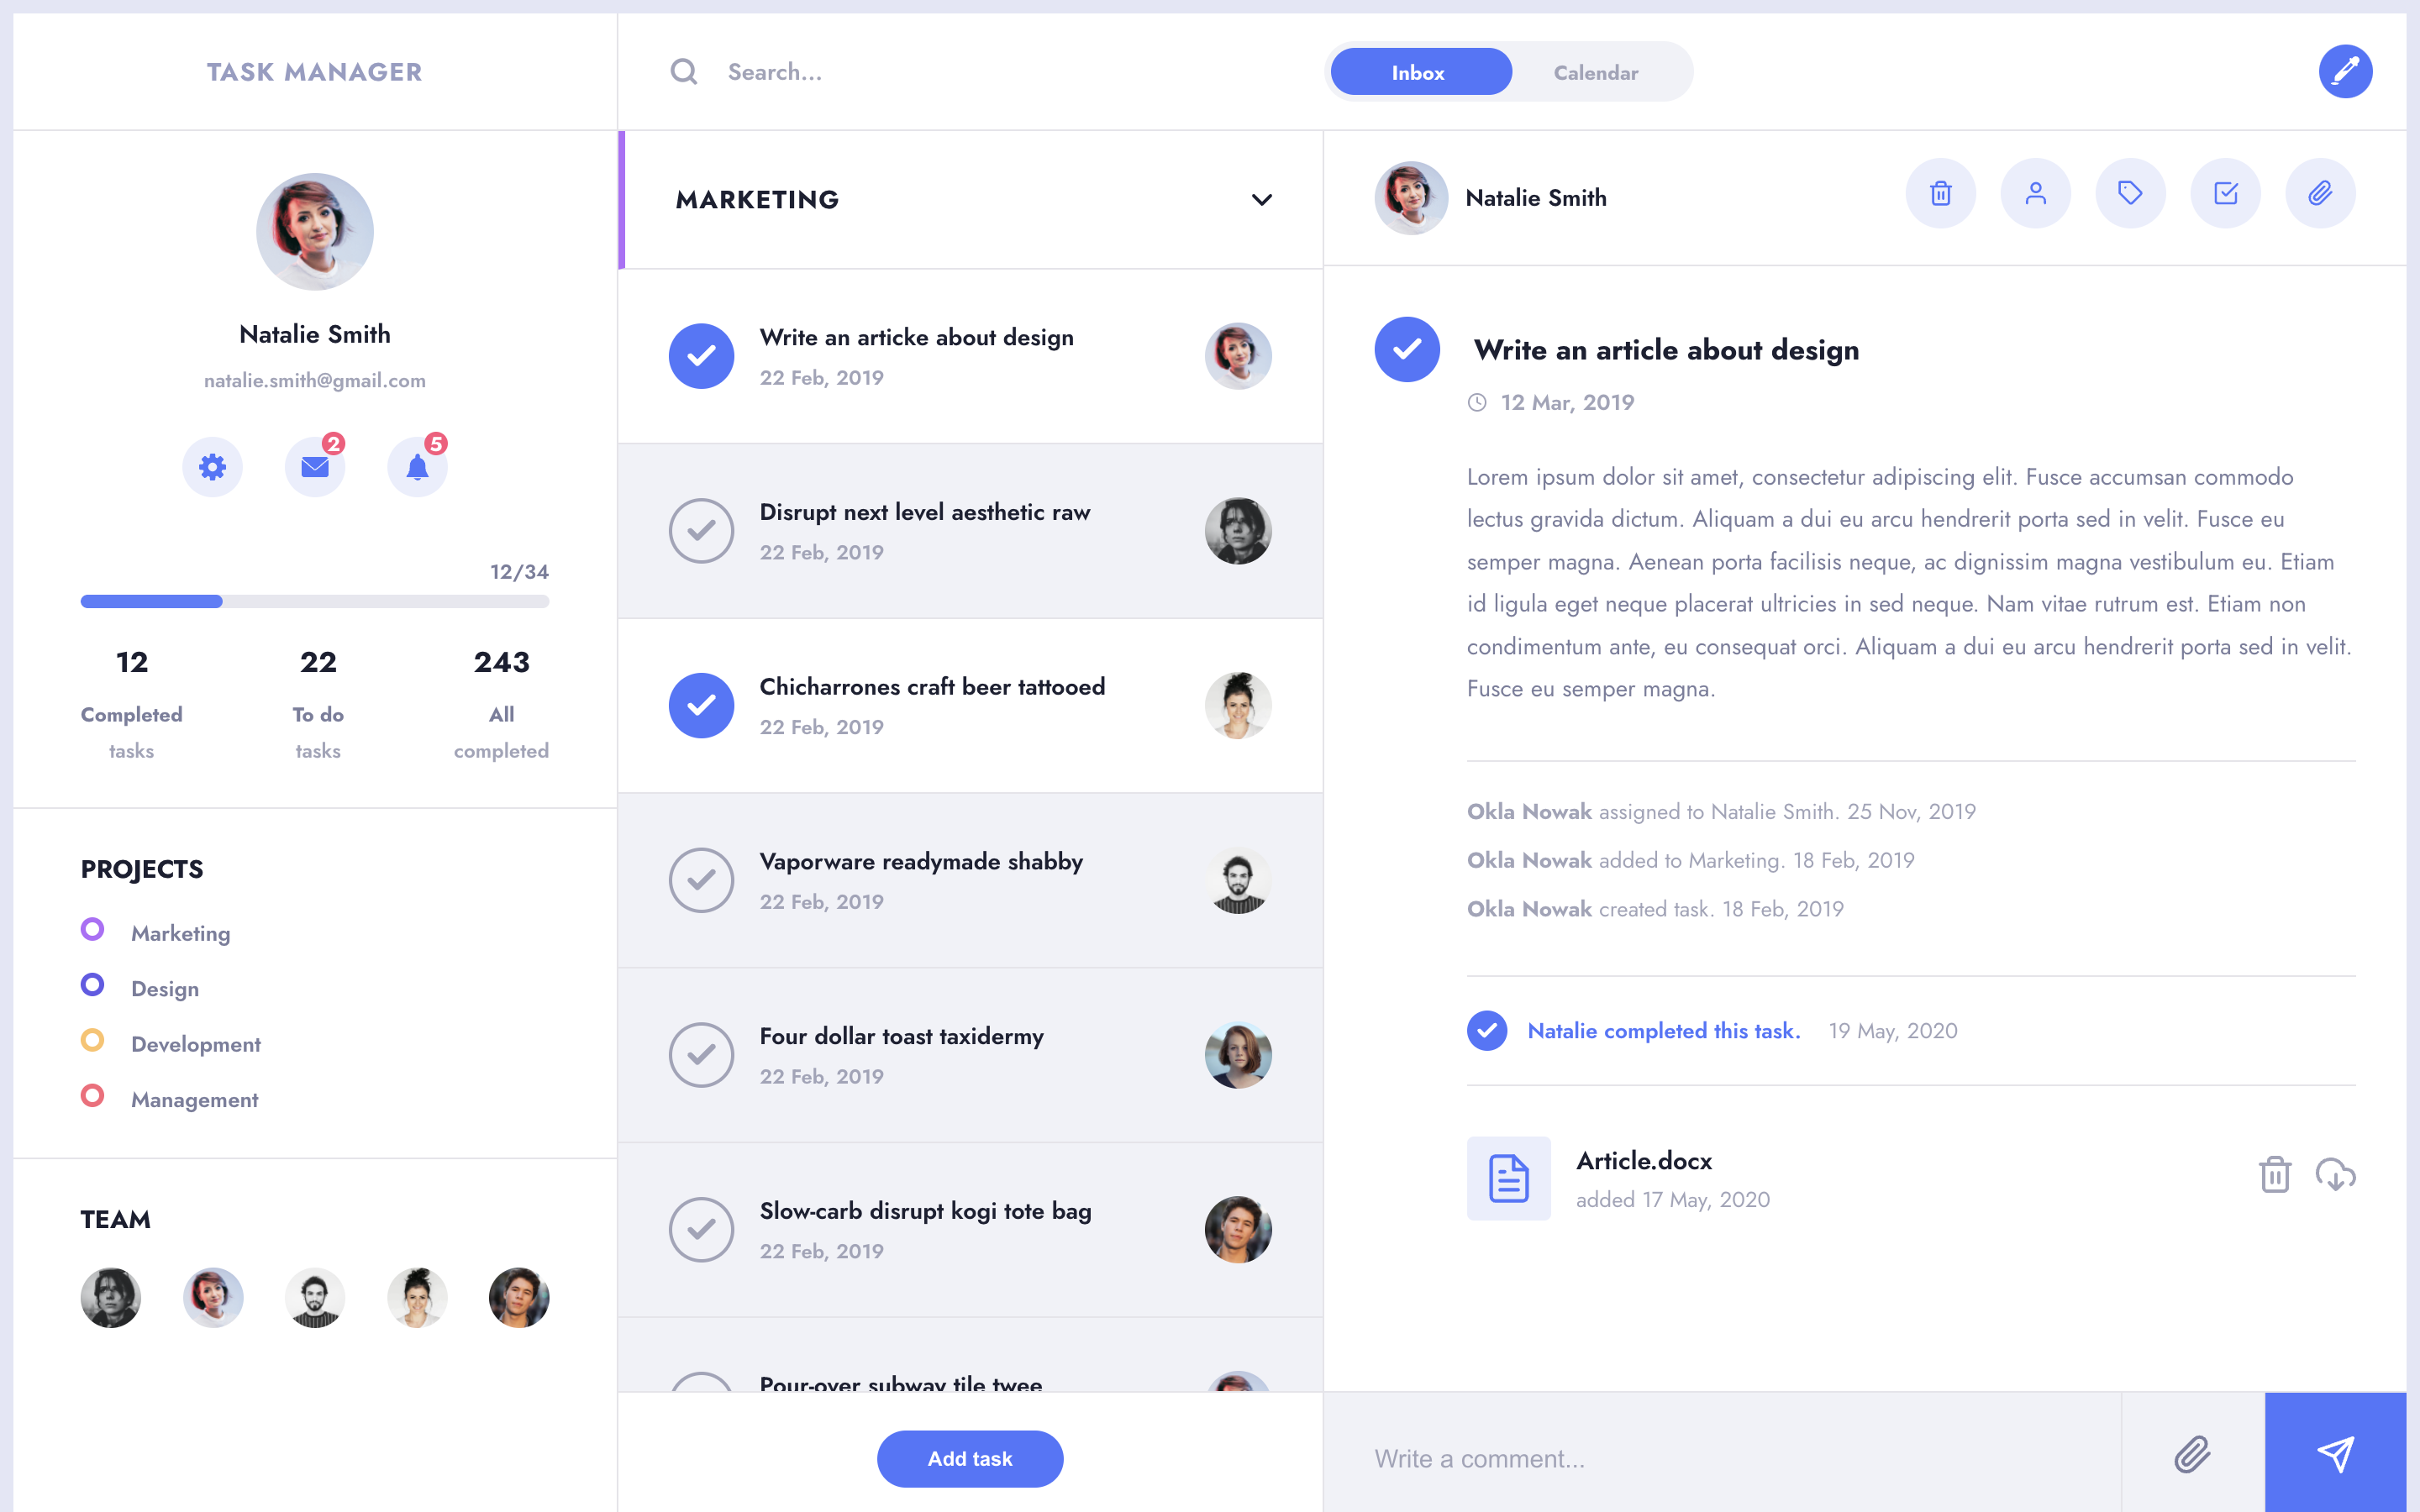 TASK MANAGER
Search...
Inbox
Calendar
Natalie Smith
natalie.smith@gmail.com
2
5
12/34
12
Completed
tasks
22
To do
tasks
243
All
completed
PROJECTS
Marketing
Design
Development
Management
TEAM
MARKETING
Write an articke about design
22 Feb, 2019
Disrupt next level aesthetic raw
22 Feb, 2019
Chicharrones craft beer tattooed
22 Feb, 2019
Vaporware readymade shabby
22 Feb, 2019
Four dollar toast taxidermy
22 Feb, 2019
Slow-carb disrupt kogi tote bag
22 Feb, 2019
Pour-over subway tile twee
Add task
Natalie Smith
Write an article about design
12 Mar, 2019
Lorem ipsum dolor sit amet, consectetur adipiscing elit. Fusce accumsan commodo
lectus gravida dictum. Aliquam a dui eu arcu hendrerit porta sed in velit. Fusce eu
semper magna. Aenean porta facilisis neque, ac dignissim magna vestibulum eu. Etiam
id ligula eget neque placerat ultricies in sed neque. Nam vitae rutrum est. Etiam non
condimentum ante, eu consequat orci. Aliquam a dui eu arcu hendrerit porta sed in velit.
Fusce eu semper magna.
Okla Nowak assigned to Natalie Smith. 25 Nov, 2019
Okla Nowak added to Marketing. 18 Feb, 2019
Okla Nowak created task. 18 Feb, 2019
Natalie completed this task. 19 May, 2020
Article.docx
added 17 May, 2020
Write a comment...